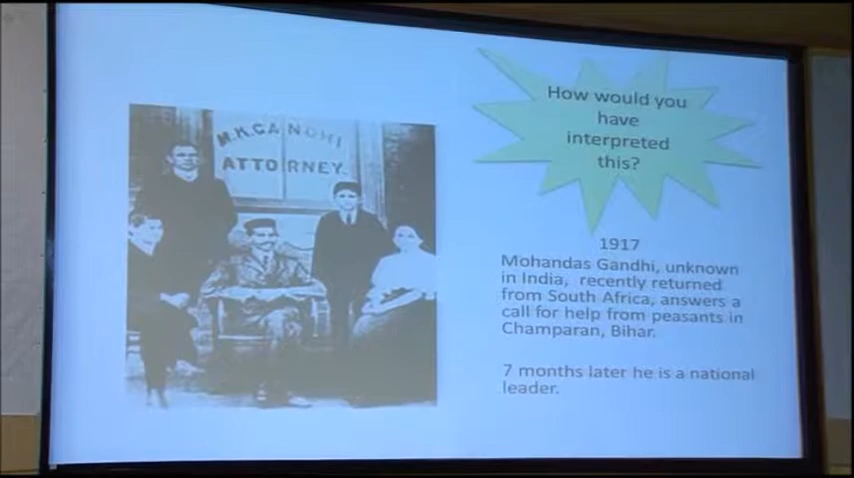 M.K.GANDHI
ATTORNEY.
How would you
have
interpreted
this?
1917
Mohandas Gandhi, unknown
in India, recently returned
from South Africa, answers a
call for help from peasants in
Champaran, Bihar.
7 months later he is a national
leader.